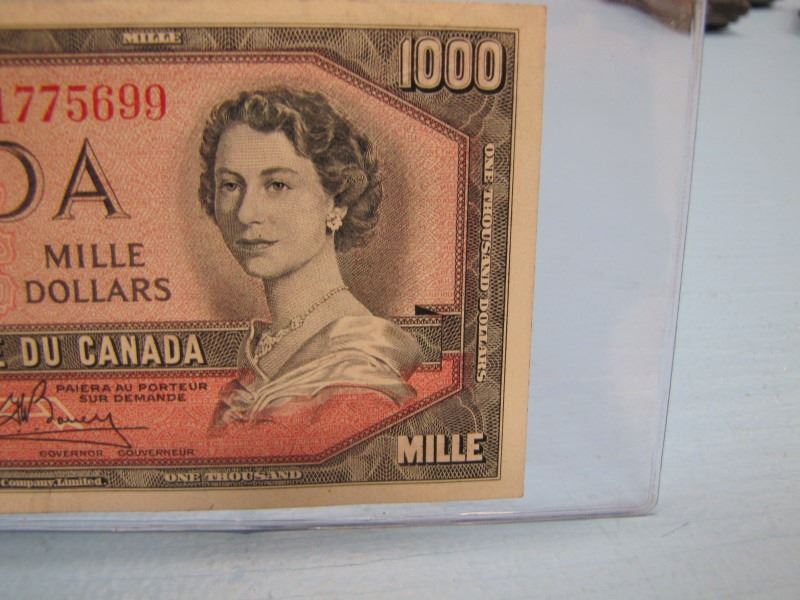 MILLE
1000
1775699
DA
MILLE
DOLLARS
ONE THOUSAND DOLLARS
DU CANADA
PAIERA AU PORTEUR
SUR DEMANDE
GOVERNOR GOUVERNEUR
MILLE
ONE THOUSAND
Company, Limited.